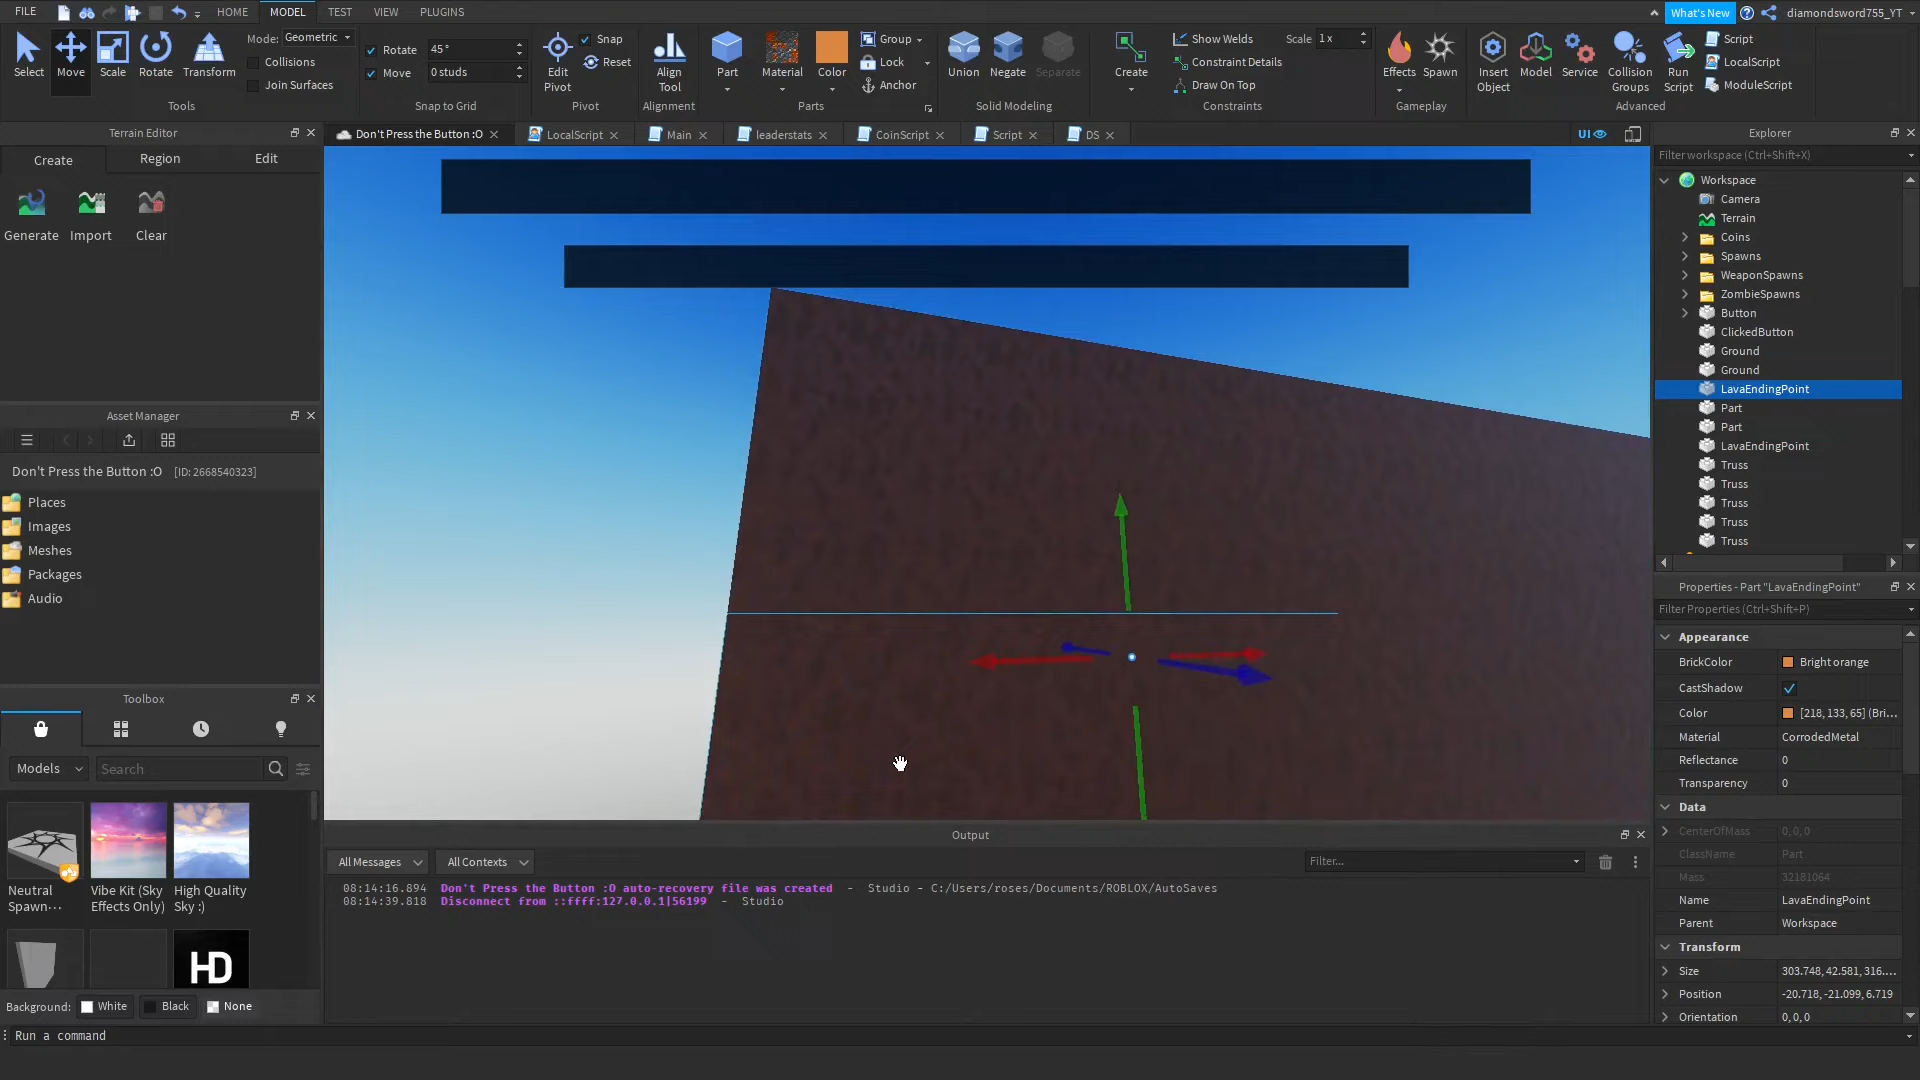 FILE
HOME
MODEL
TEST
VIEW
PLUGINS
What's New
diamondsword755_YT
Select
Move
Scale
Rotate
Transform
Mode: Geometric
Collisions
Join Surfaces
Tools
Rotate 45°
Move 0 studs
Snap to Grid
Edit
Pivot
Snap
Reset
Pivot
Align
Tool
Alignment
Part
Material
Color
Group
Lock
Anchor
Parts
Union
Negate
Separate
Solid Modeling
Create
Show Welds
Scale 1 x
Constraint Details
Draw On Top
Constraints
Effects
Spawn
Gameplay
Insert
Object
Model
Service
Collision
Groups
Run
Script
Script
LocalScript
ModuleScript
Advanced
Terrain Editor
Create
Region
Edit
Generate
Import
Clear
Asset Manager
Don't Press the Button :O [ID: 2668540323]
Places
Images
Meshes
Packages
Audio
Toolbox
Models
Search
Neutral
Spawn...
Vibe Kit (Sky
Effects Only)
High Quality
Sky :)
HD
Background:
White
Black
None
Run a command
Don't Press the Button :O
LocalScript
Main
leaderstats
CoinScript
Script
DS
UI
Output
All Messages
All Contexts
Filter...
08:14:16.894 Don't Press the Button :O auto-recovery file was created - Studio - C:/Users/roses/Documents/ROBLOX/AutoSaves
08:14:39.818 Disconnect from ::ffff:127.0.0.1|56199 - Studio
Explorer
Filter workspace (Ctrl+Shift+X)
Workspace
Camera
Terrain
Coins
Spawns
WeaponSpawns
ZombieSpawns
Button
ClickedButton
Ground
Ground
LavaEndingPoint
Part
Part
LavaEndingPoint
Truss
Truss
Truss
Truss
Truss
Properties - Part "LavaEndingPoint"
Filter Properties (Ctrl+Shift+P)
Appearance
BrickColor Bright orange
CastShadow
Color [218, 133, 65] (Bri...
Material CorrodedMetal
Reflectance 0
Transparency 0
Data
CenterOfMass 0, 0, 0
ClassName Part
Mass 32181064
Name LavaEndingPoint
Parent Workspace
Transform
Size 303.748, 42.581, 316....
Position -20.718, -21.099, 6.719
Orientation 0, 0, 0